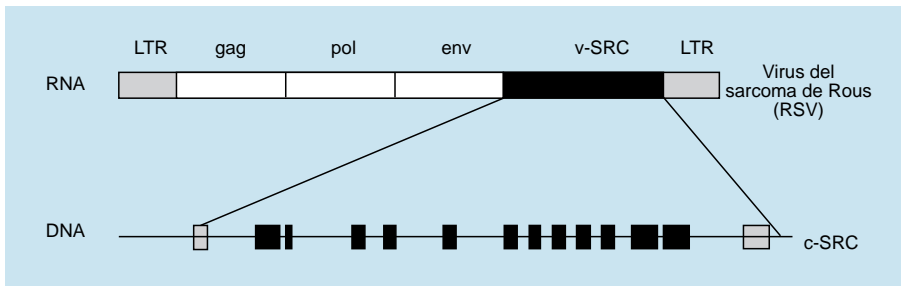 LTR gag pol env v-SRC LTR
RNA
Virus del
sarcoma de Rous
(RSV)
DNA
c-SRC